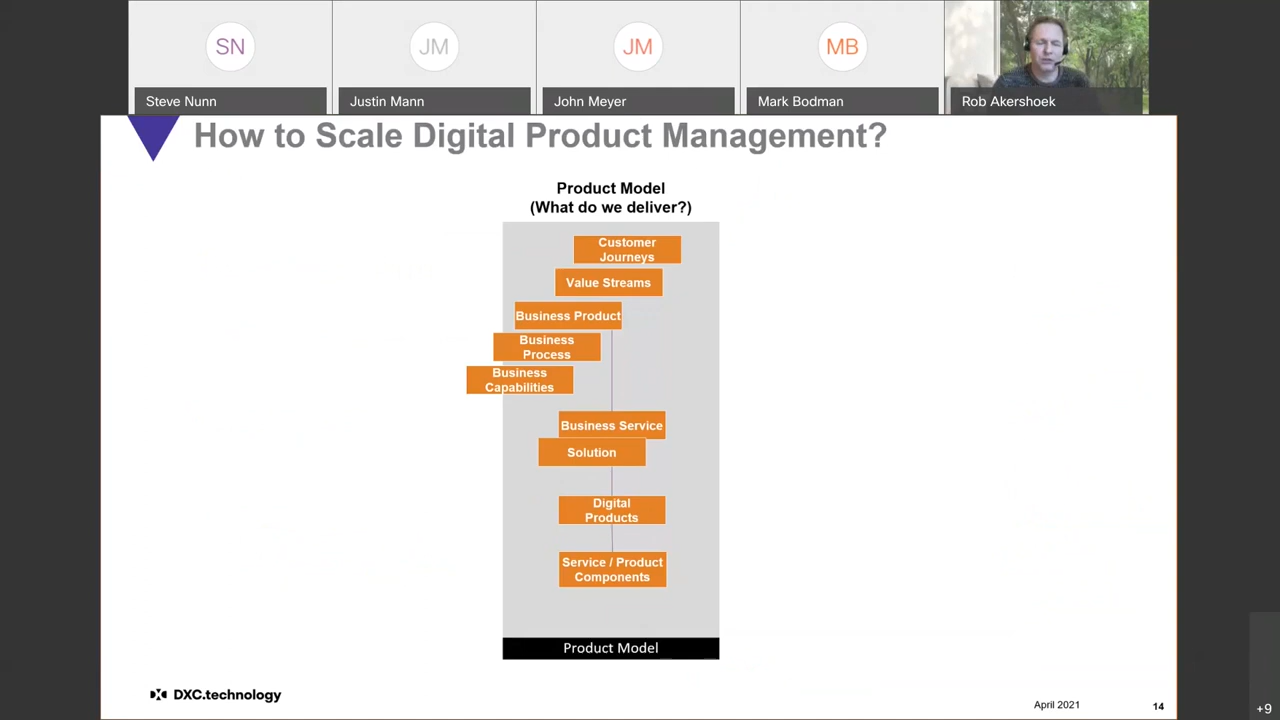 SN
JM
JM
MB
Steve Nunn
Justin Mann
John Meyer
Mark Bodman
Rob Akershoek
How to Scale Digital Product Management?
Product Model
(What do we deliver?)
Customer
Journeys
Value Streams
Business Product
Business
Process
Business
Capabilities
Business Service
Solution
Digital
Products
Service / Product
Components
Product Model
DXC.technology
April 2021
14
+9